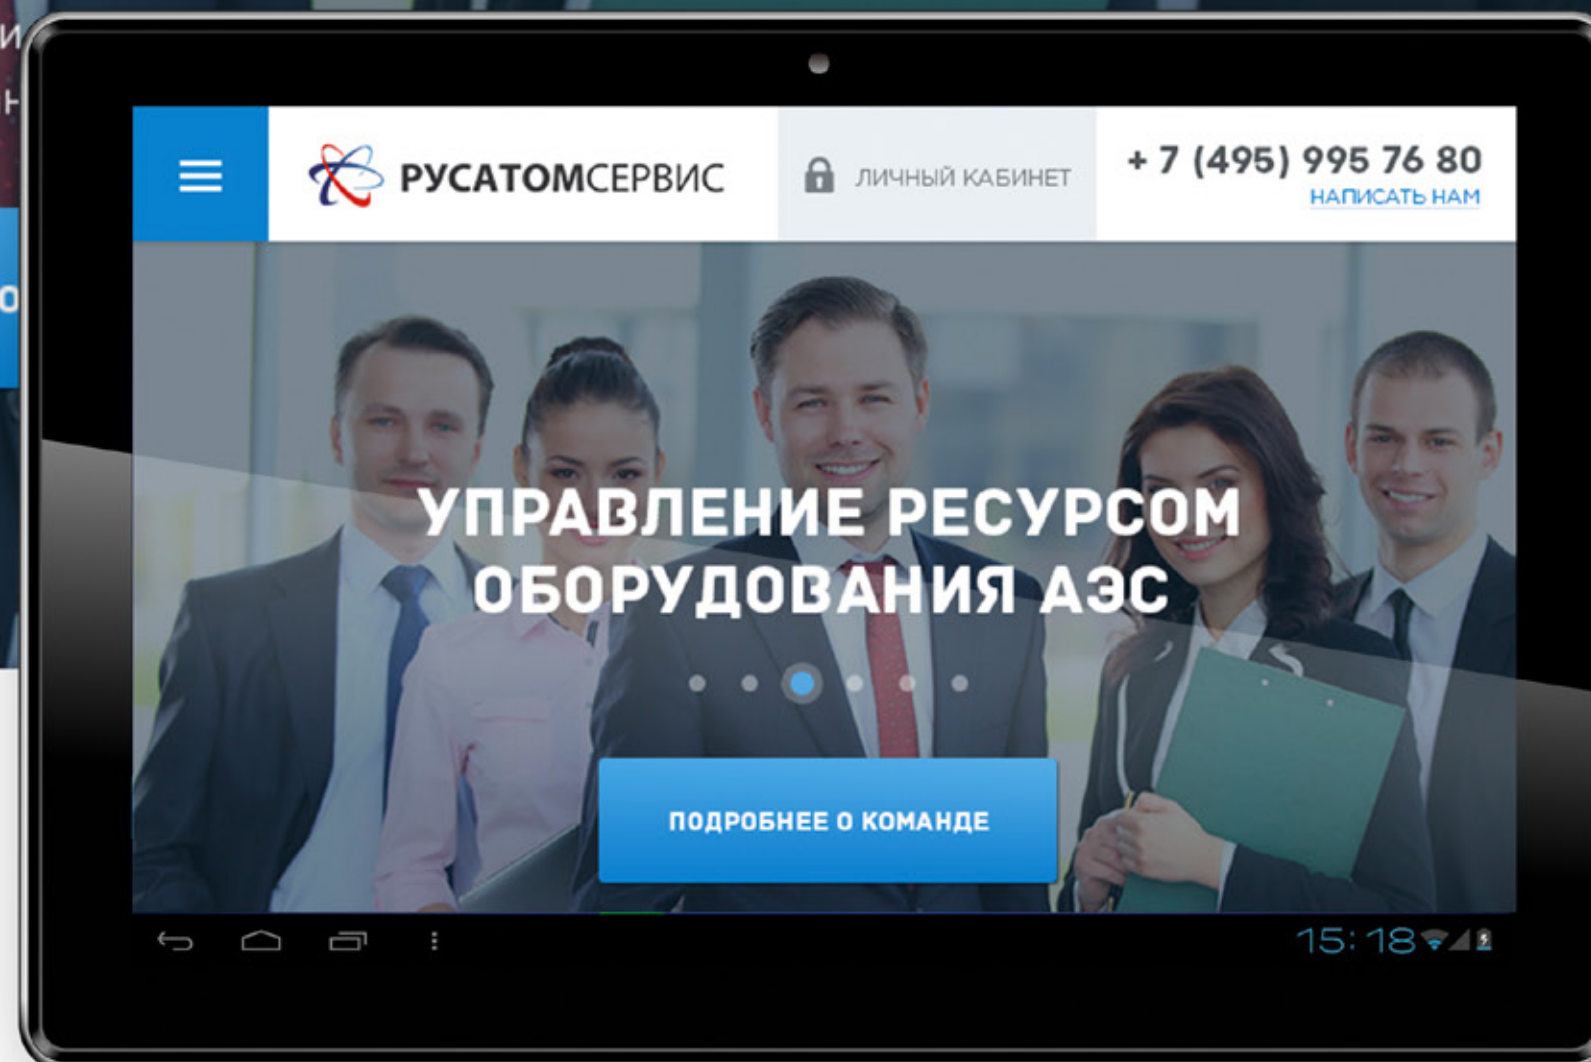 РУСАТОМСЕРВИС
ЛИЧНЫЙ КАБИНЕТ
+ 7 (495) 995 76 80
НАПИСАТЬ НАМ
УПРАВЛЕНИЕ РЕСУРСОМ
ОБОРУДОВАНИЯ АЭС
ПОДРОБНЕЕ О КОМАНДЕ
15:18